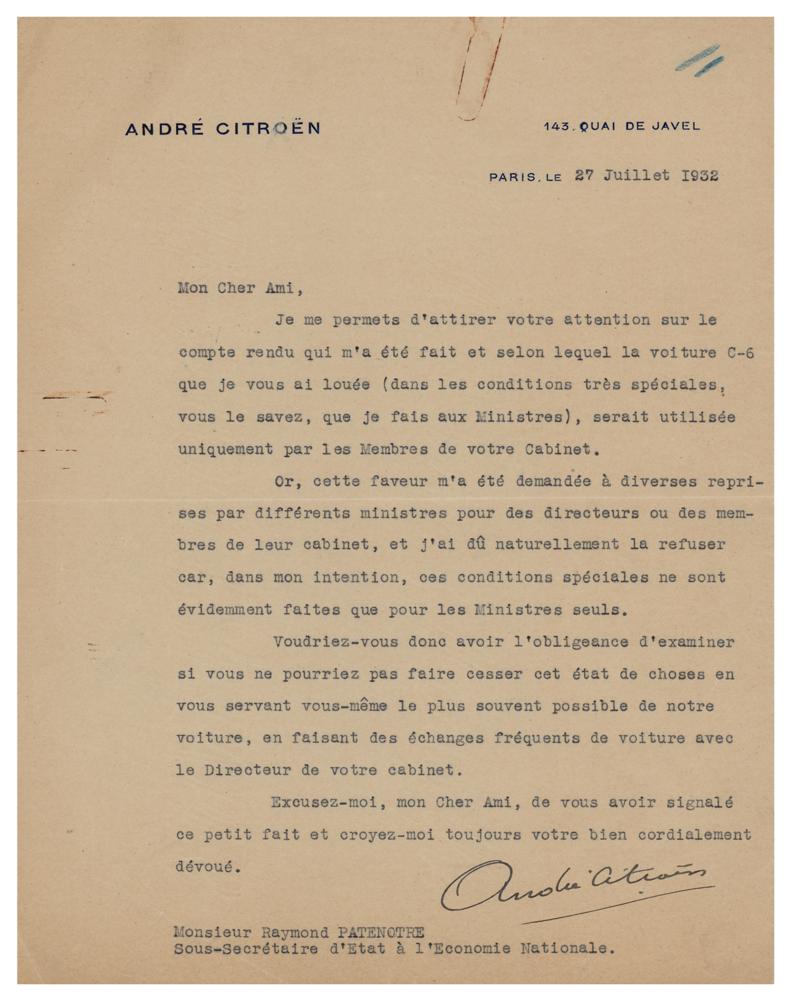 ANDRÉ CITROËN
143. QUAI DE JAVEL
PARIS. LE 27 Juillet I932
Mon Cher Ami,
Je me permets d'attirer votre attention sur le
compte rendu qui m'a été fait et selon lequel la voiture C-6
que je vous ai louée (dans les conditions très spéciales,
vous le savez, que je fais aux Ministres), serait utilisée
uniquement par les Membres de votre Cabinet.
Or, cette faveur m'a été demandée à diverses repri-
ses par différents ministres pour des directeurs ou des mem-
bres de leur cabinet, et j'ai dû naturellement la refuser
car, dans mon intention, ces conditions spéciales ne sont
évidemment faites que pour les Ministres seuls.
Voudriez-vous donc avoir l'obligeance d'examiner
si vous ne pourriez pas faire cesser cet état de choses en
vous servant vous-même le plus souvent possible de notre
voiture, en faisant des échanges fréquents de voiture avec
le Directeur de votre cabinet.
Excusez-moi, mon Cher Ami, de vous avoir signalé
ce petit fait et croyez-moi toujours votre bien cordialement
dévoué.
André Citroën
Monsieur Raymond PATENOTRE
Sous-Secrétaire d'Etat à l'Economie Nationale.